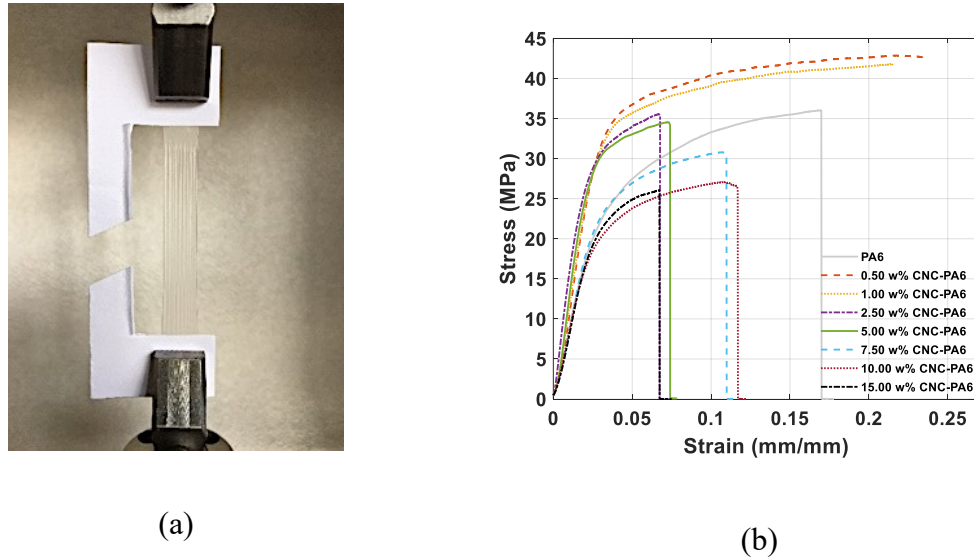 45
40
35
30
25
20
15
10
5
0
Stress (MPa)
PA6
0.50 w% CNC-PA6
1.00 w% CNC-PA6
2.50 w% CNC-PA6
5.00 w% CNC-PA6
7.50 w% CNC-PA6
10.00 w% CNC-PA6
15.00 w% CNC-PA6
0 0.05 0.1 0.15 0.2 0.25
Strain (mm/mm)
(a)
(b)